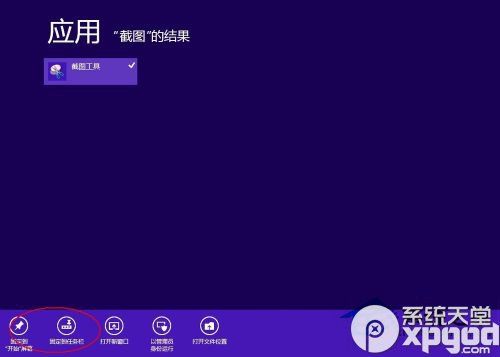 应用 "截图"的结果
截图工具
固定到
"开始"屏幕
固定到任务栏
打开新窗口
以管理员
身份运行
打开文件位置
系统天堂
xpgod
.com